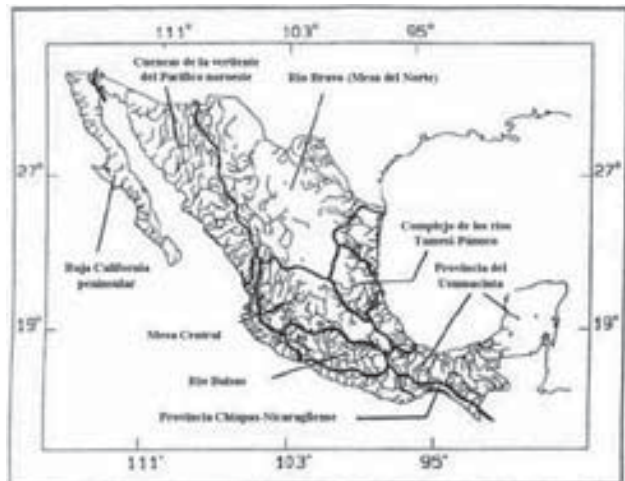 111° 103° 95°
Cuencas de la vertiente
del Pacífico noroeste
Río Bravo (Mesa del Norte)
27° 27°
Complejo de los ríos
Tamesí-Pánuco
Baja California
peninsular
Provincia del
Usumacinta
19° 19°
Mesa Central
Río Balsas
Provincia Chiapas-Nicaragüense
111° 103° 95°